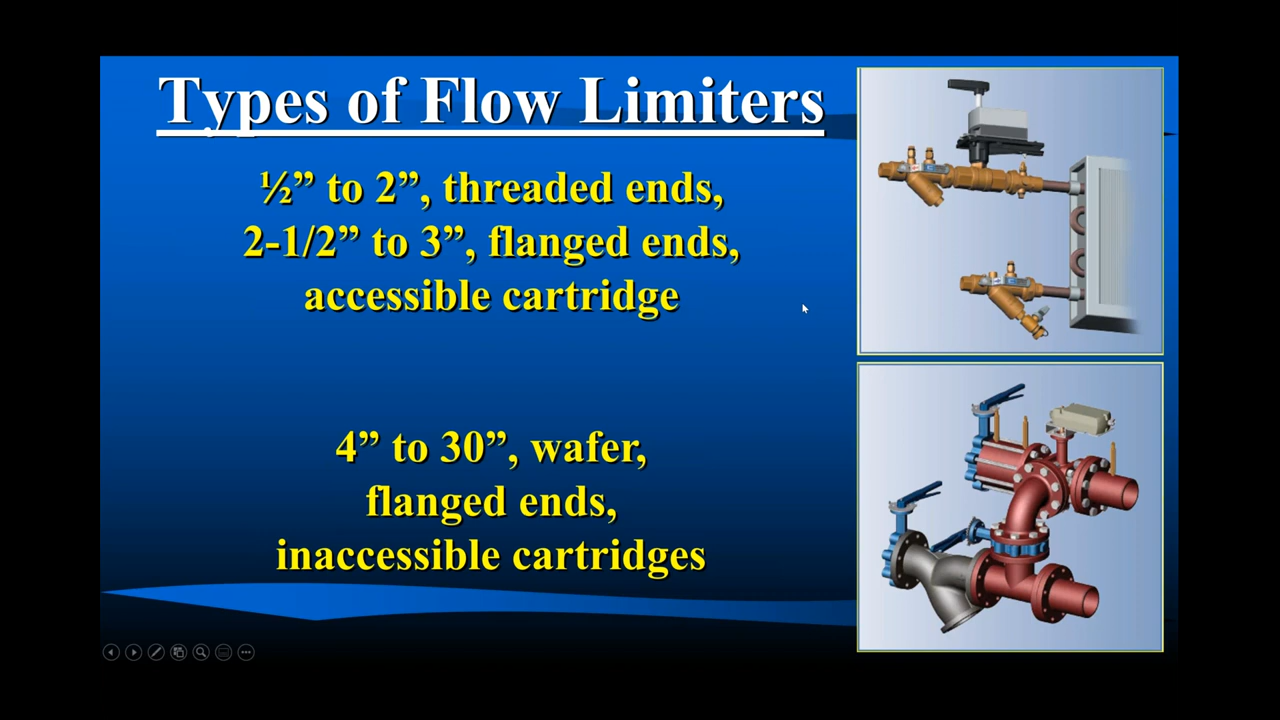 Types of Flow Limiters
½” to 2”, threaded ends,
2-1/2” to 3”, flanged ends,
accessible cartridge
4” to 30”, wafer,
flanged ends,
inaccessible cartridges